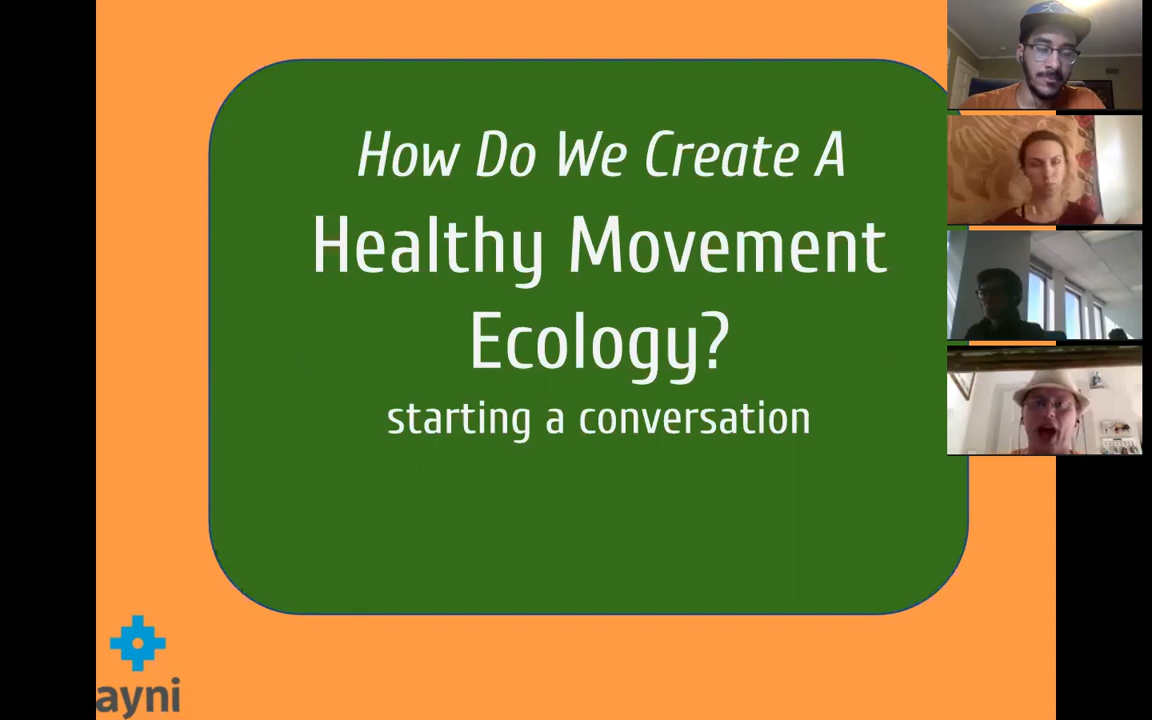 How Do We Create A
Healthy Movement
Ecology?
starting a conversation
ayni